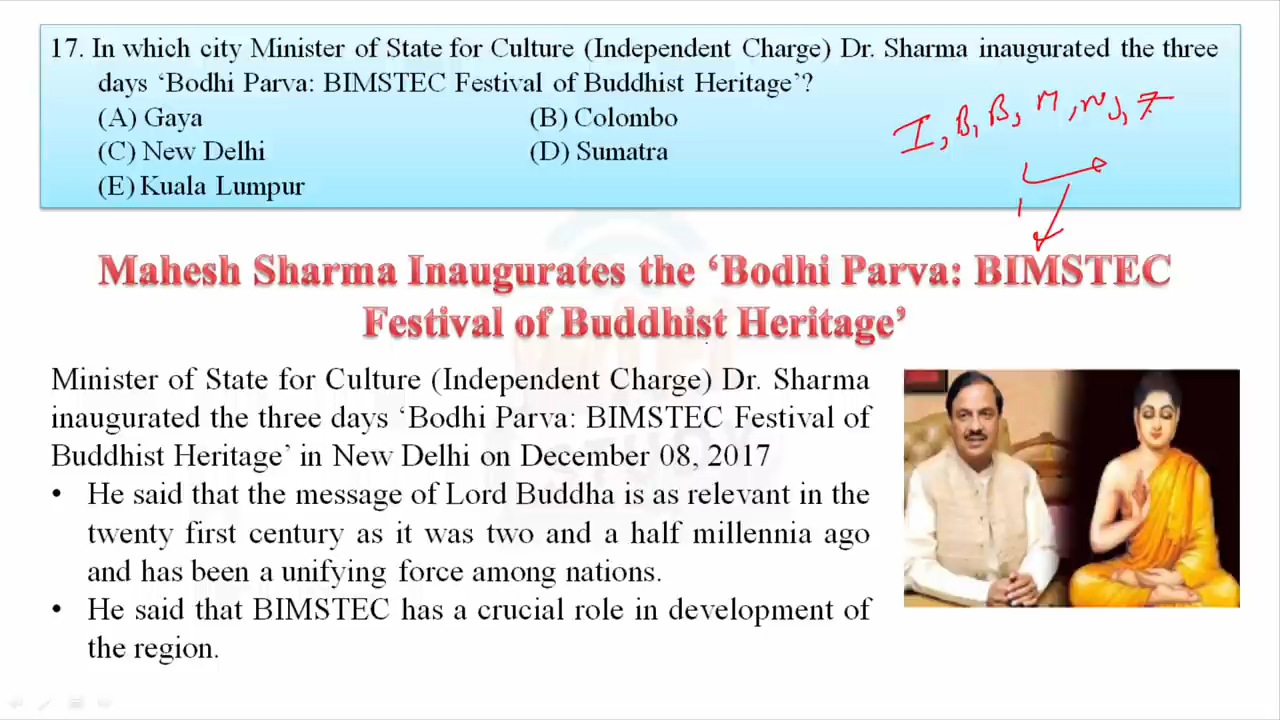 17. In which city Minister of State for Culture (Independent Charge) Dr. Sharma inaugurated the three
days ‘Bodhi Parva: BIMSTEC Festival of Buddhist Heritage’?
(A) Gaya (B) Colombo
(C) New Delhi (D) Sumatra
(E) Kuala Lumpur
I, B, B, M, N,
Mahesh Sharma Inaugurates the ‘Bodhi Parva: BIMSTEC
Festival of Buddhist Heritage’
Minister of State for Culture (Independent Charge) Dr. Sharma
inaugurated the three days ‘Bodhi Parva: BIMSTEC Festival of
Buddhist Heritage’ in New Delhi on December 08, 2017
• He said that the message of Lord Buddha is as relevant in the
twenty first century as it was two and a half millennia ago
and has been a unifying force among nations.
• He said that BIMSTEC has a crucial role in development of
the region.